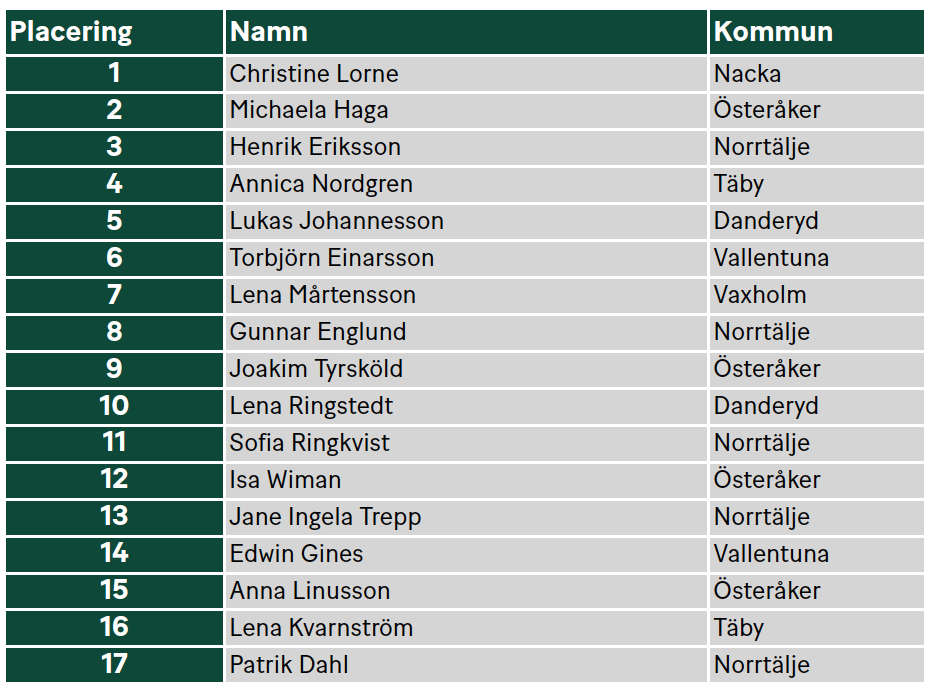 Placering Namn Kommun
1 Christine Lorne Nacka
2 Michaela Haga Österåker
3 Henrik Eriksson Norrtälje
4 Annica Nordgren Täby
5 Lukas Johannesson Danderyd
6 Torbjörn Einarsson Vallentuna
7 Lena Mårtensson Vaxholm
8 Gunnar Englund Norrtälje
9 Joakim Tyrsköld Österåker
10 Lena Ringstedt Danderyd
11 Sofia Ringkvist Norrtälje
12 Isa Wiman Österåker
13 Jane Ingela Trepp Norrtälje
14 Edwin Gines Vallentuna
15 Anna Linusson Österåker
16 Lena Kvarnström Täby
17 Patrik Dahl Norrtälje